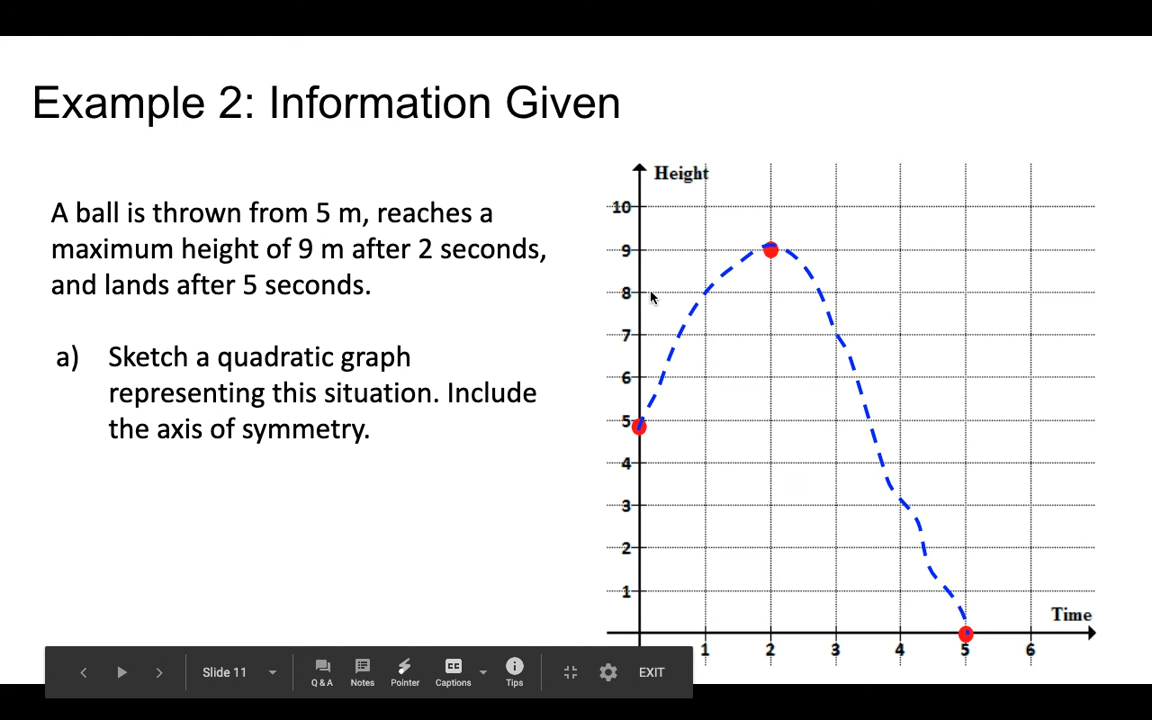 Example 2: Information Given
A ball is thrown from 5 m, reaches a
maximum height of 9 m after 2 seconds,
and lands after 5 seconds.
a) Sketch a quadratic graph
representing this situation. Include
the axis of symmetry.
Height
10
9
8
7
6
5
4
3
2
1
Time
1 2 3 4 5 6
Slide 11
Q & A Notes Pointer Captions Tips
EXIT